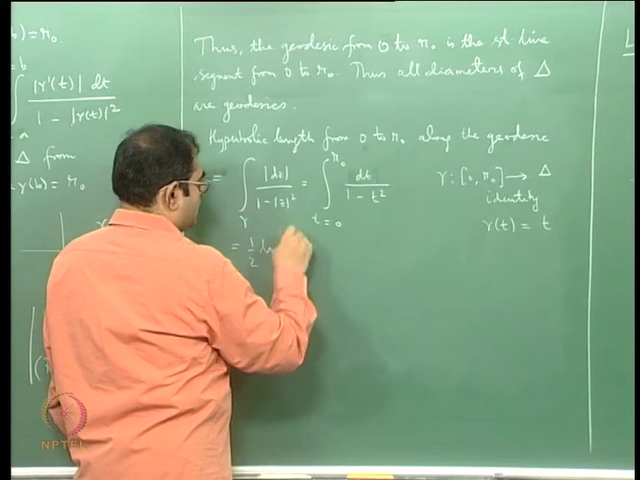 b) = r₀.
= b
∫ |γ'(t)| dt / 1 - |γ(t)|²
a
Δ from
γ(b) = r₀
Thus, the geodesic from 0 to r₀ is the st. line
segment from 0 to r₀. Thus all diameters of Δ
are geodesics.
Hyperbolic length from 0 to r₀ along the geodesic
= ∫_γ |dz| / 1 - |z|² = ∫_{t=0}^{r₀} dt / 1 - t²
γ : [0, r₀] → Δ
identity
γ(t) = t
= 1/2 ln
L
NPTEL